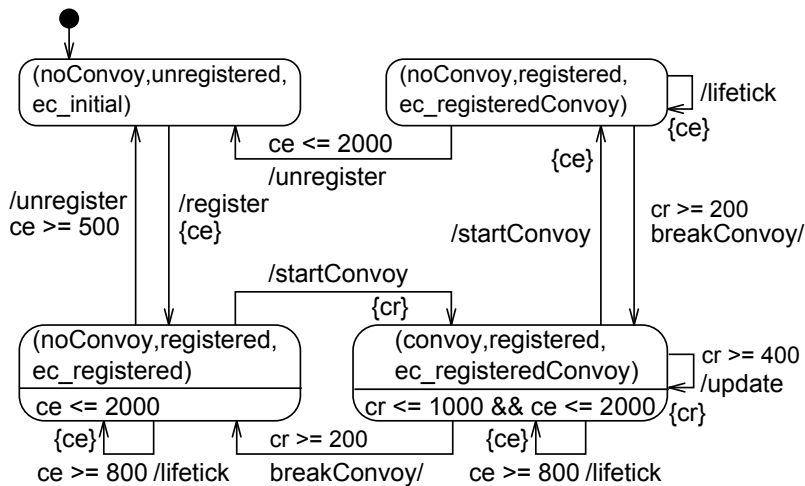 (noConvoy,unregistered,
ec_initial)
(noConvoy,registered,
ec_registeredConvoy)
/lifetick
{ce}
ce <= 2000
/unregister
{ce}
/unregister
ce >= 500
/register
{ce}
/startConvoy
cr >= 200
breakConvoy/
/startConvoy
{cr}
(noConvoy,registered,
ec_registered)
ce <= 2000
(convoy,registered,
ec_registeredConvoy)
cr <= 1000 && ce <= 2000
cr >= 400
/update
{cr}
{ce}
ce >= 800 /lifetick
cr >= 200
breakConvoy/
{ce}
ce >= 800 /lifetick